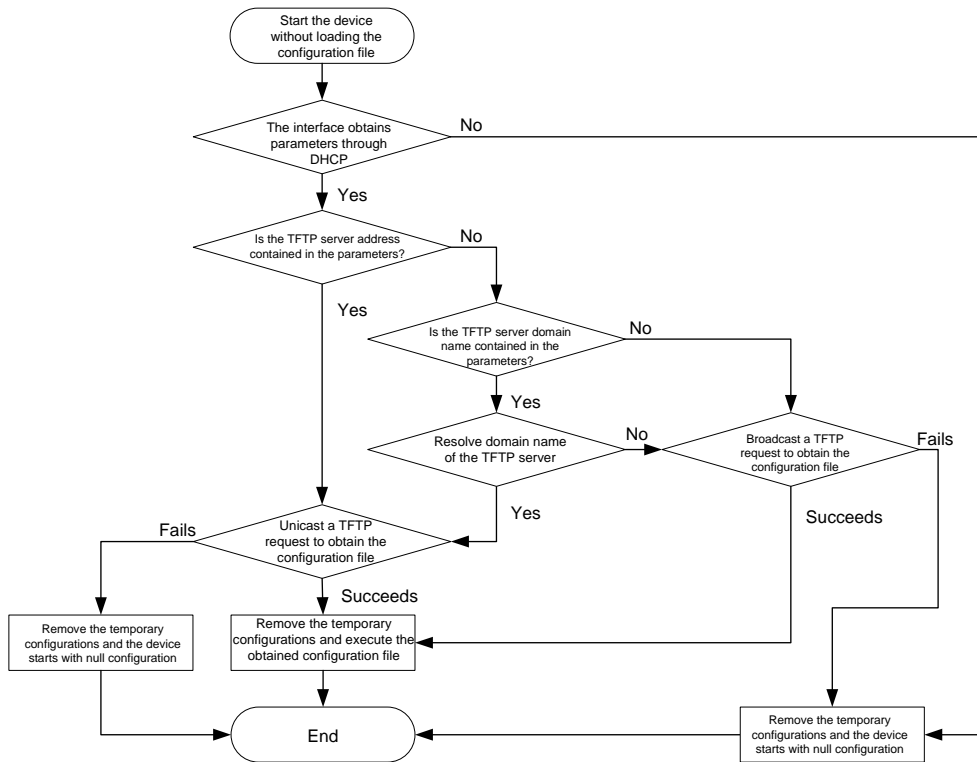 Start the device
without loading the
configuration file
The interface obtains
parameters through
DHCP
No
Yes
Is the TFTP server address
contained in the parameters?
No
Yes
Is the TFTP server domain
name contained in the
parameters?
No
Yes
Resolve domain name
of the TFTP server
No
Broadcast a TFTP
request to obtain the
configuration file
Fails
Yes
Succeeds
Unicast a TFTP
request to obtain the
configuration file
Fails
Succeeds
Remove the temporary
configurations and the device
starts with null configuration
Remove the temporary
configurations and execute the
obtained configuration file
End
Remove the temporary
configurations and the device
starts with null configuration